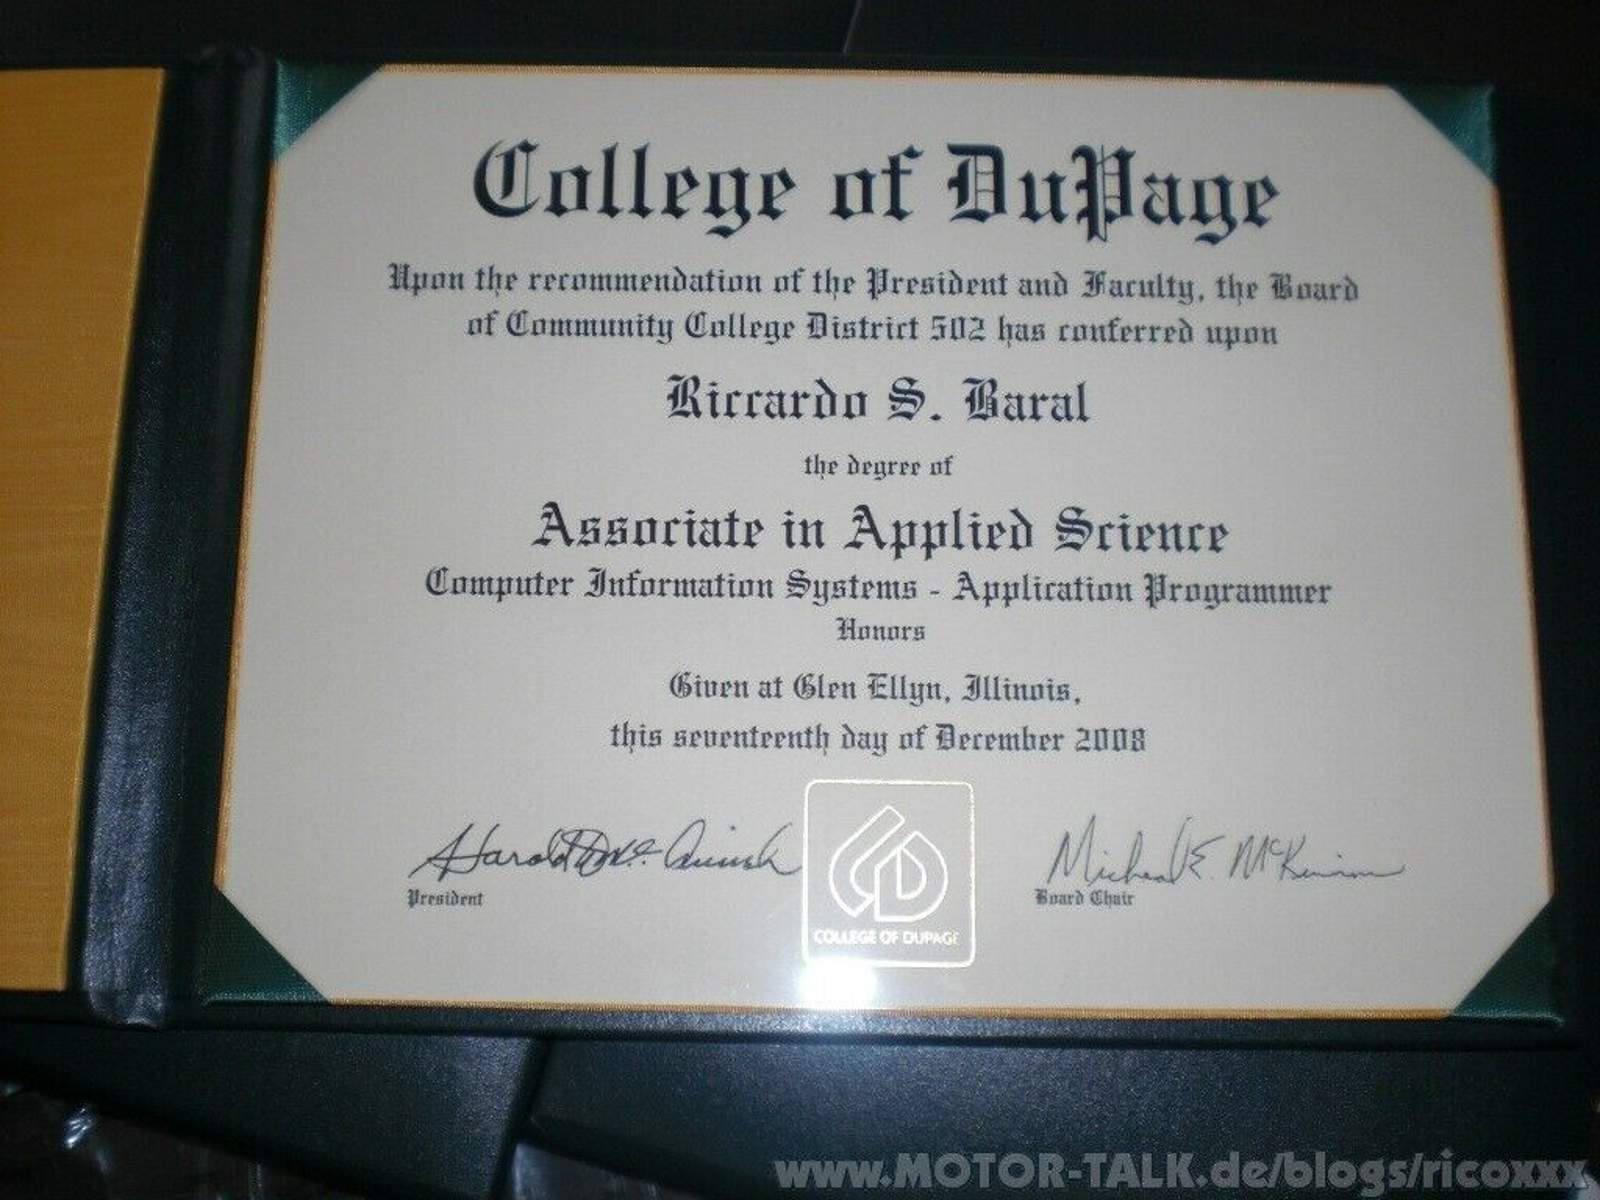 College of DuPage
Upon the recommendation of the President and Faculty, the Board
of Community College District 502 has conferred upon
Riccardo S. Baral
the degree of
Associate in Applied Science
Computer Information Systems - Application Programmer
Honors
Given at Glen Ellyn, Illinois,
this seventeenth day of December 2008
Michael E. McKinnon
President
Board Chair
COLLEGE OF DUPAGE
www.MOTOR-TALK.de/blogs/ricoxxx